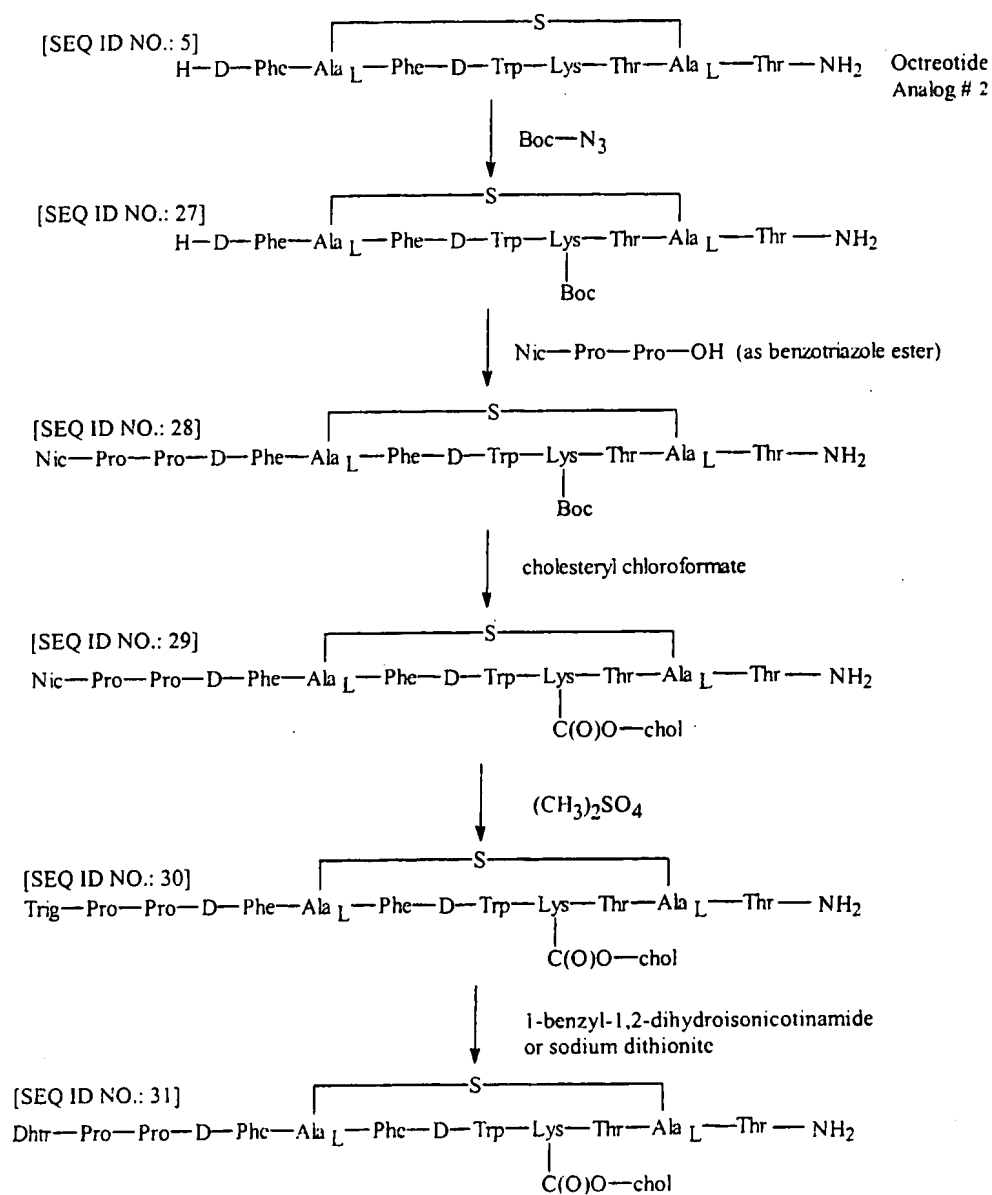 S
[SEQ ID NO.: 5]
H—D—Phe—Ala L—Phe—D—Trp—Lys—Thr—Ala L—Thr—NH2 Octreotide
Analog # 2
Boc—N3
S
[SEQ ID NO.: 27]
H—D—Phe—Ala L—Phe—D—Trp—Lys—Thr—Ala L—Thr—NH2
Boc
Nic—Pro—Pro—OH (as benzotriazole ester)
S
[SEQ ID NO.: 28]
Nic—Pro—Pro—D—Phe—Ala L—Phe—D—Trp—Lys—Thr—Ala L—Thr—NH2
Boc
cholesteryl chloroformate
S
[SEQ ID NO.: 29]
Nic—Pro—Pro—D—Phe—Ala L—Phe—D—Trp—Lys—Thr—Ala L—Thr—NH2
C(O)O—chol
(CH3)2SO4
S
[SEQ ID NO.: 30]
Trig—Pro—Pro—D—Phe—Ala L—Phe—D—Trp—Lys—Thr—Ala L—Thr—NH2
C(O)O—chol
1-benzyl-1,2-dihydroisonicotinamide
or sodium dithionite
S
[SEQ ID NO.: 31]
Dhtr—Pro—Pro—D—Phe—Ala L—Phe—D—Trp—Lys—Thr—Ala L—Thr—NH2
C(O)O—chol